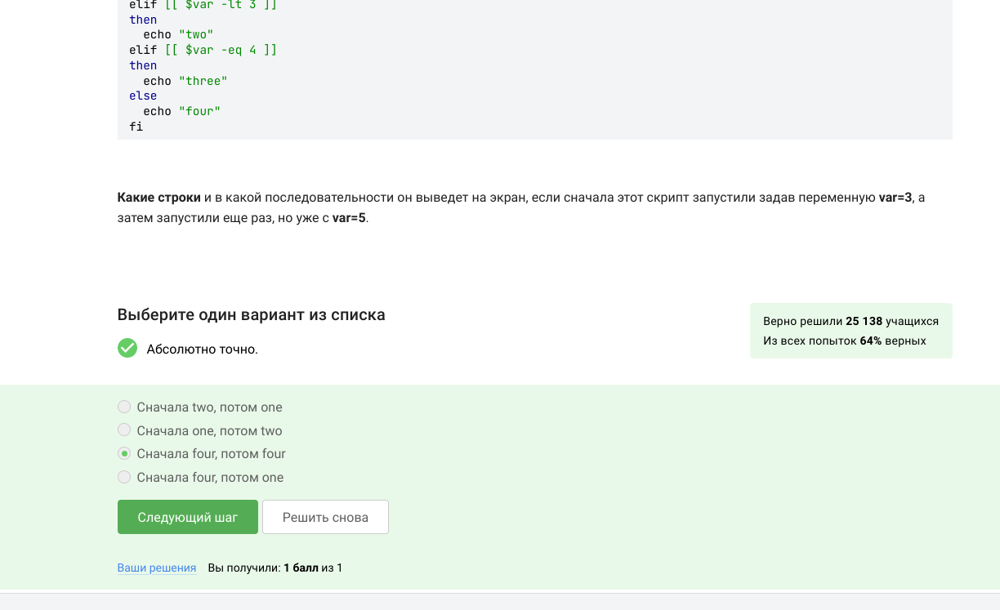 elif [[ $var -lt 3 ]]
then
  echo "two"
elif [[ $var -eq 4 ]]
then
  echo "three"
else
  echo "four"
fi
Какие строки и в какой последовательности он выведет на экран, если сначала этот скрипт запустили задав переменную var=3, а
затем запустили еще раз, но уже с var=5.
Выберите один вариант из списка
Абсолютно точно.
Верно решили 25 138 учащихся
Из всех попыток 64% верных
Сначала two, потом one
Сначала one, потом two
Сначала four, потом four
Сначала four, потом one
Следующий шаг
Решить снова
Ваши решения
Вы получили: 1 балл из 1